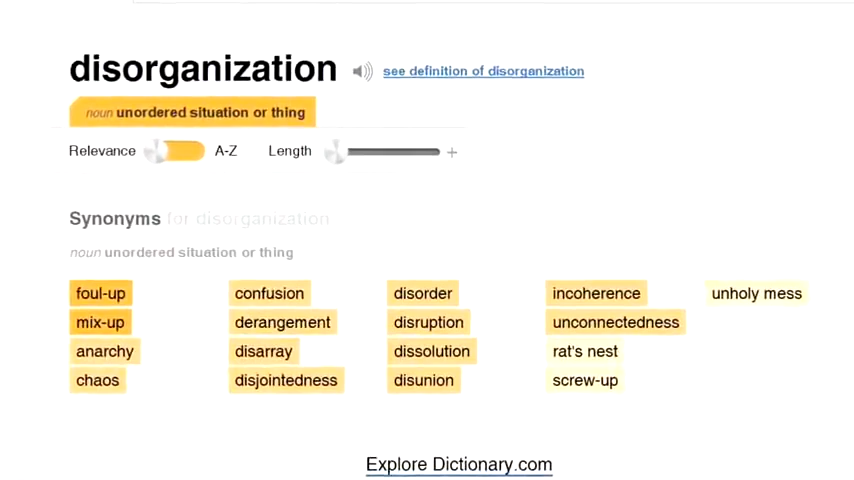 disorganization see definition of disorganization
noun unordered situation or thing
Relevance A-Z Length +
Synonyms for disorganization
noun unordered situation or thing
foul-up confusion disorder incoherence unholy mess
mix-up derangement disruption unconnectedness
anarchy disarray dissolution rat's nest
chaos disjointedness disunion screw-up
Explore Dictionary.com